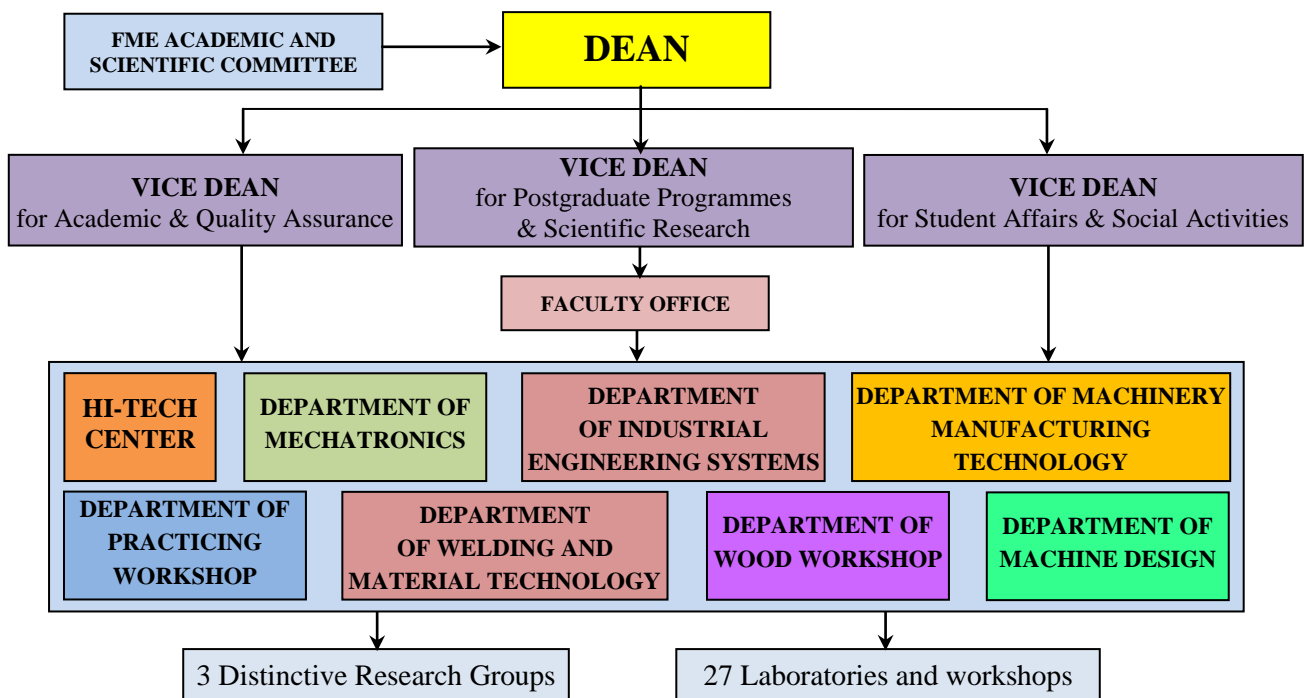 FME ACADEMIC AND
SCIENTIFIC COMMITTEE
DEAN
VICE DEAN
for Academic & Quality Assurance
VICE DEAN
for Postgraduate Programmes
& Scientific Research
VICE DEAN
for Student Affairs & Social Activities
FACULTY OFFICE
HI-TECH
CENTER
DEPARTMENT OF
MECHATRONICS
DEPARTMENT
OF INDUSTRIAL
ENGINEERING SYSTEMS
DEPARTMENT OF MACHINERY
MANUFACTURING
TECHNOLOGY
DEPARTMENT OF
PRACTICING
WORKSHOP
DEPARTMENT
OF WELDING AND
MATERIAL TECHNOLOGY
DEPARTMENT OF
WOOD WORKSHOP
DEPARTMENT OF
MACHINE DESIGN
3 Distinctive Research Groups
27 Laboratories and workshops